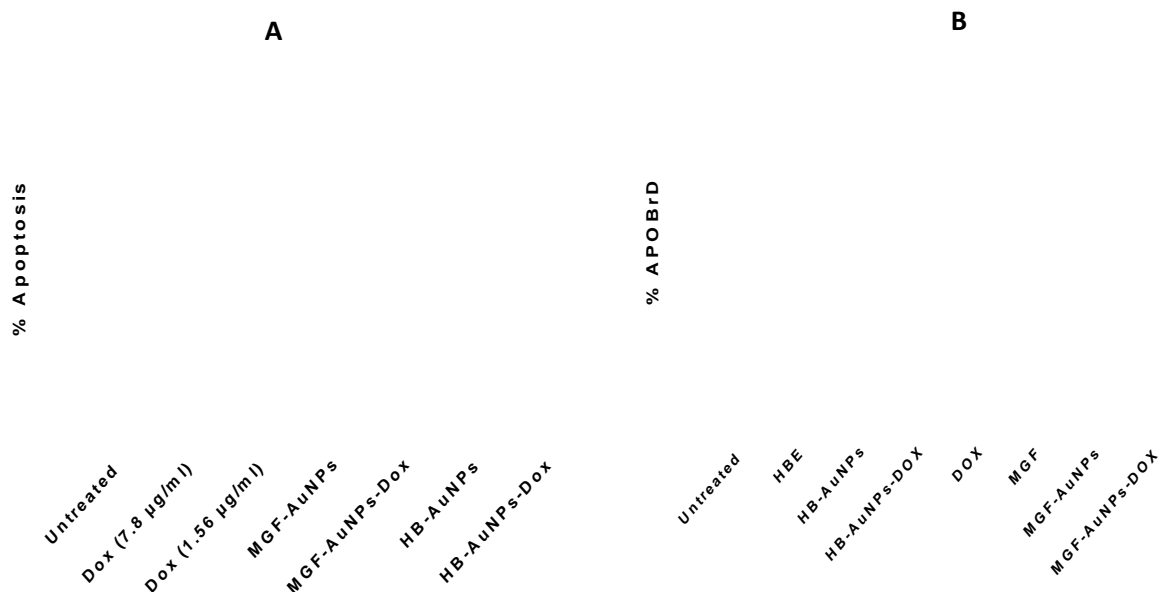 A
% Apoptosis
Untreated
Dox (7.8 µg/ml)
Dox (1.56 µg/ml)
MGF-AuNPs
MGF-AuNPs-Dox
HB-AuNPs
HB-AuNPs-Dox
B
% APOBrD
Untreated
HBE
HB-AuNPs
HB-AuNPs-DOX
DOX
MGF
MGF-AuNPs
MGF-AuNPs-DOX